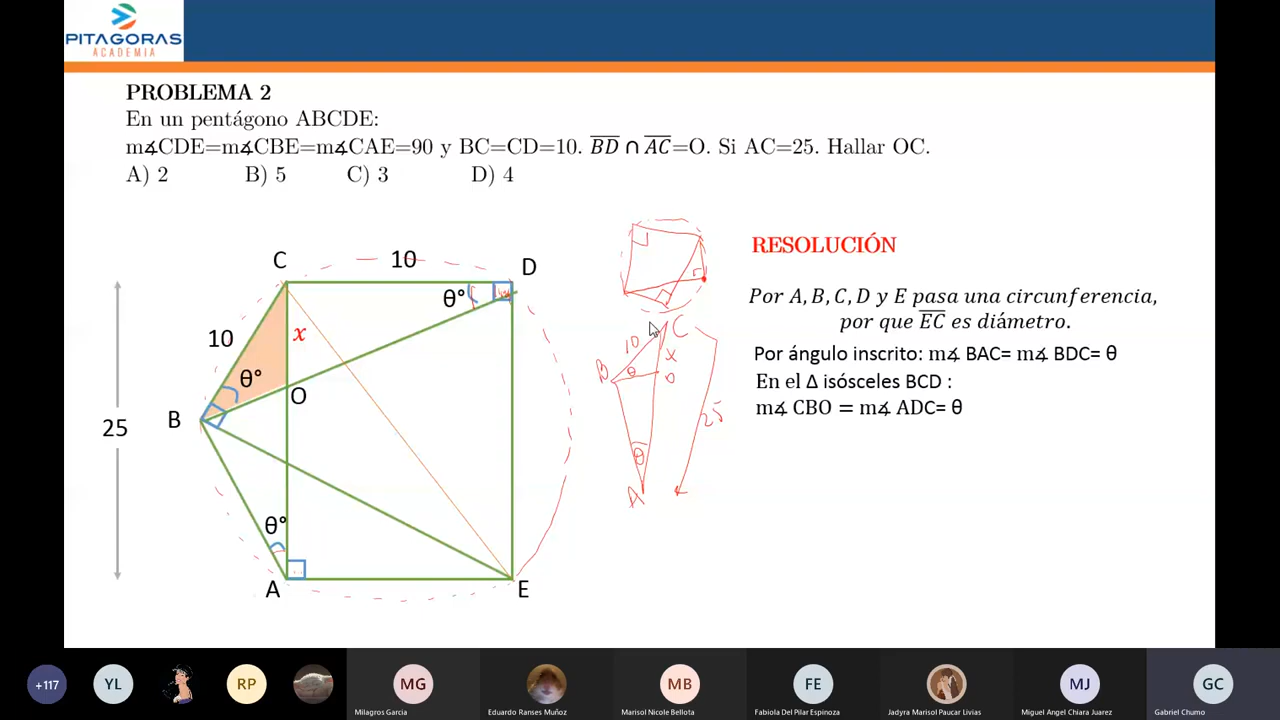 PITAGORAS
ACADEMIA
PROBLEMA 2
En un pentágono ABCDE:
m∡CDE=m∡CBE=m∡CAE=90 y BC=CD=10. BD ∩ AC=O. Si AC=25. Hallar OC.
A) 2 B) 5 C) 3 D) 4
C
10
D
θ°
10
x
θ°
O
B
25
θ°
A
E
C
10
x
B
θ
O
25
θ
A
RESOLUCIÓN
Por A, B, C, D y E pasa una circunferencia,
por que EC es diámetro.
Por ángulo inscrito: m∡ BAC= m∡ BDC= θ
En el Δ isósceles BCD :
m∡ CBO = m∡ ADC= θ
+117
YL
RP
MG
Milagros Garcia
Eduardo Ranses Muñoz
MB
Marisol Nicole Bellota
FE
Fabiola Del Pilar Espinoza
Jadyra Marisol Paucar Livias
MJ
Miguel Angel Chiara Juarez
GC
Gabriel Chumo